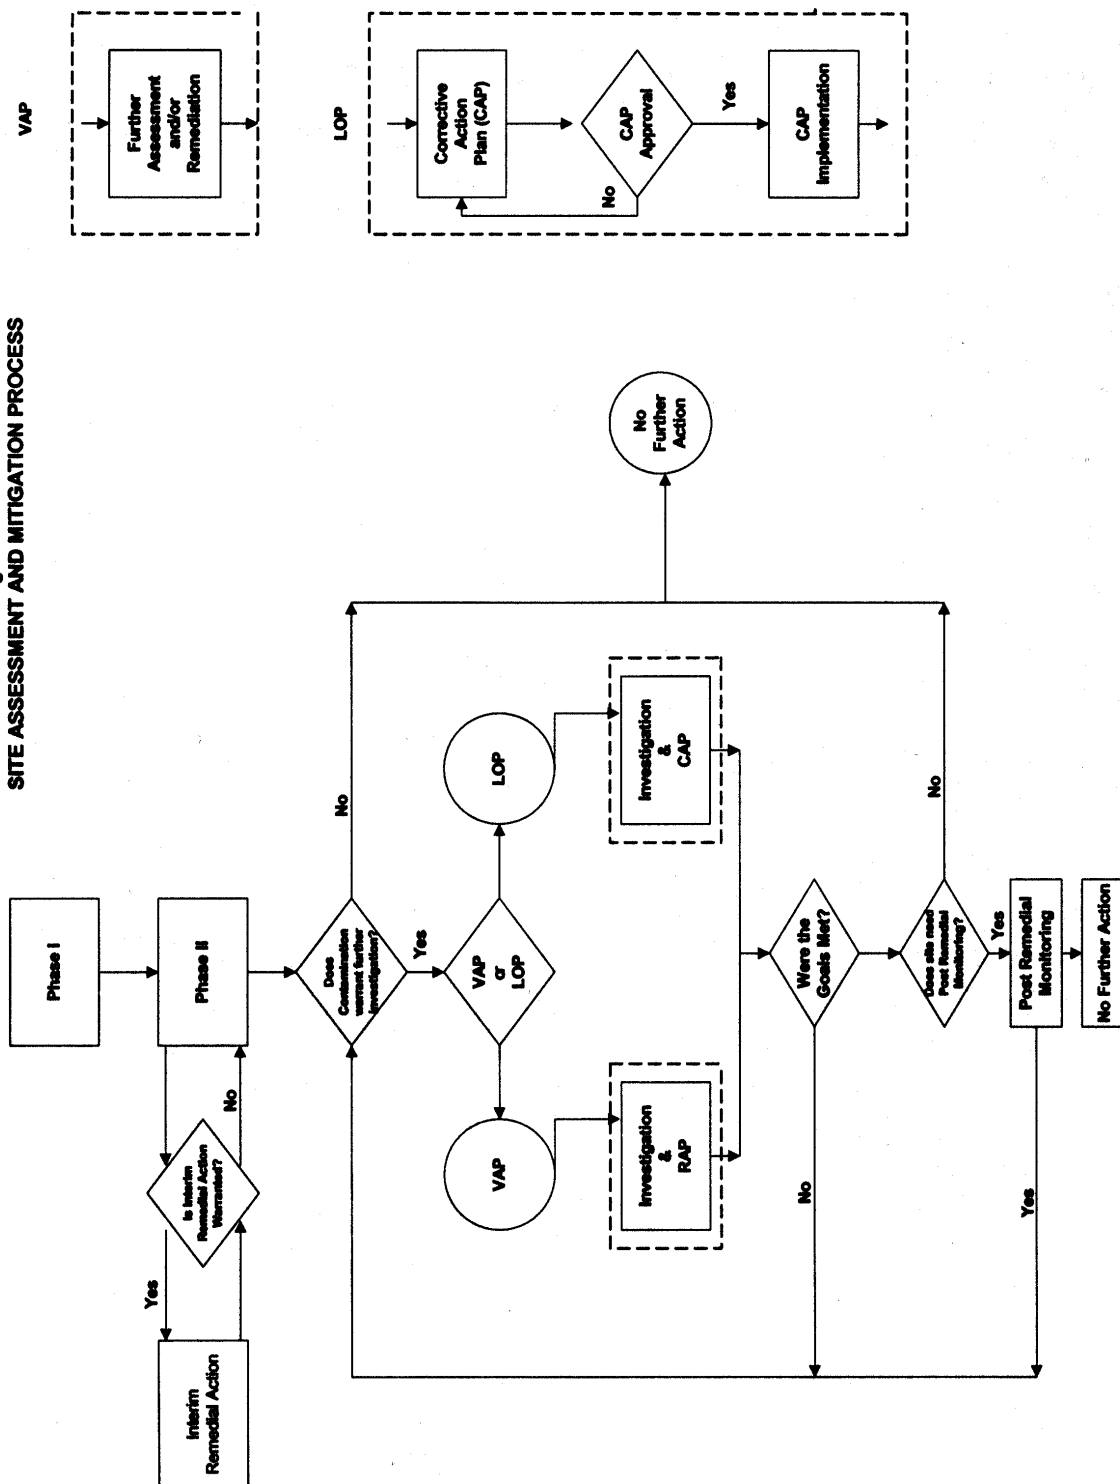 SITE ASSESSMENT AND MITIGATION PROCESS
Phase I
Phase II
Is Interim
Remedial Action
Warranted?
Yes
No
Interim
Remedial Action
Does
Contamination
warrant further
investigation?
No
Yes
VAP
or
LOP
VAP
LOP
Investigation
&
RAP
Investigation
&
CAP
Were the
Goals Met?
No
Does site need
Post Remedial
Monitoring?
No
Yes
Post Remedial
Monitoring
Yes
No Further Action
No
Further
Action
VAP
Further
Assessment
and/or
Remediation
LOP
Corrective
Action
Plan (CAP)
CAP
Approval
No
Yes
CAP
Implementation